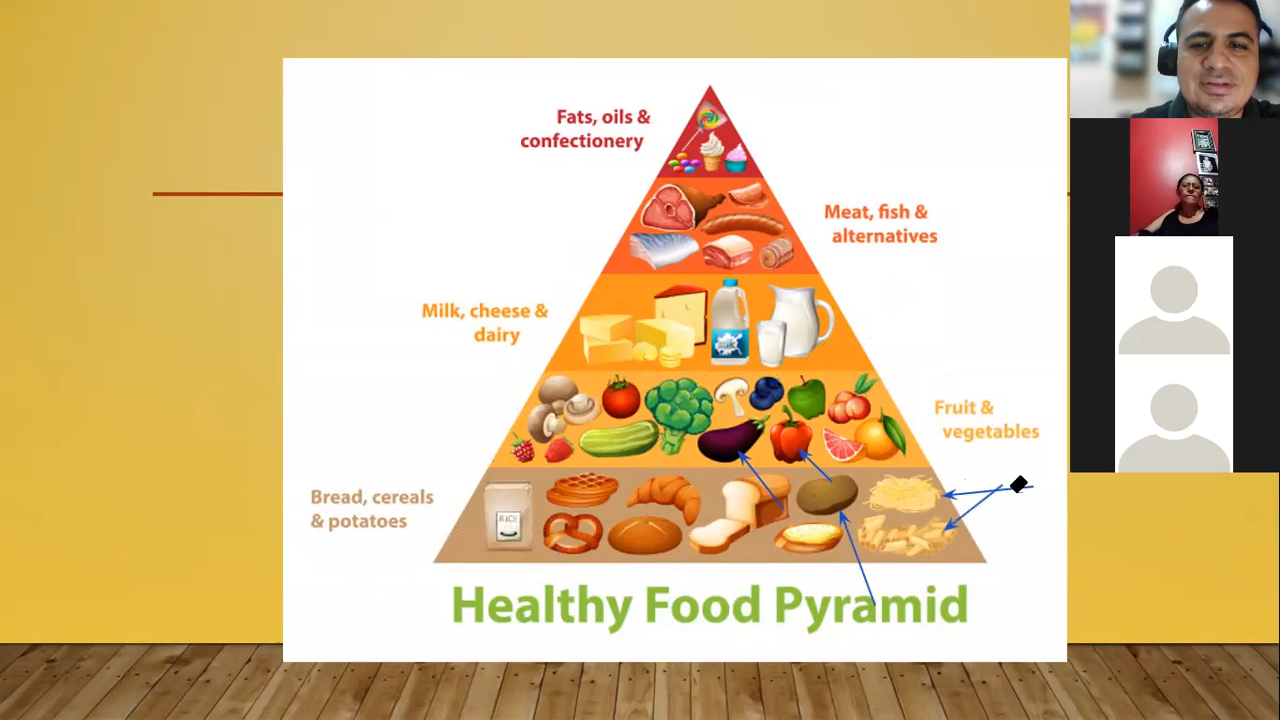 Fats, oils &
confectionery
Meat, fish &
alternatives
Milk, cheese &
dairy
Fruit &
vegetables
Bread, cereals
& potatoes
RICE
Healthy Food Pyramid